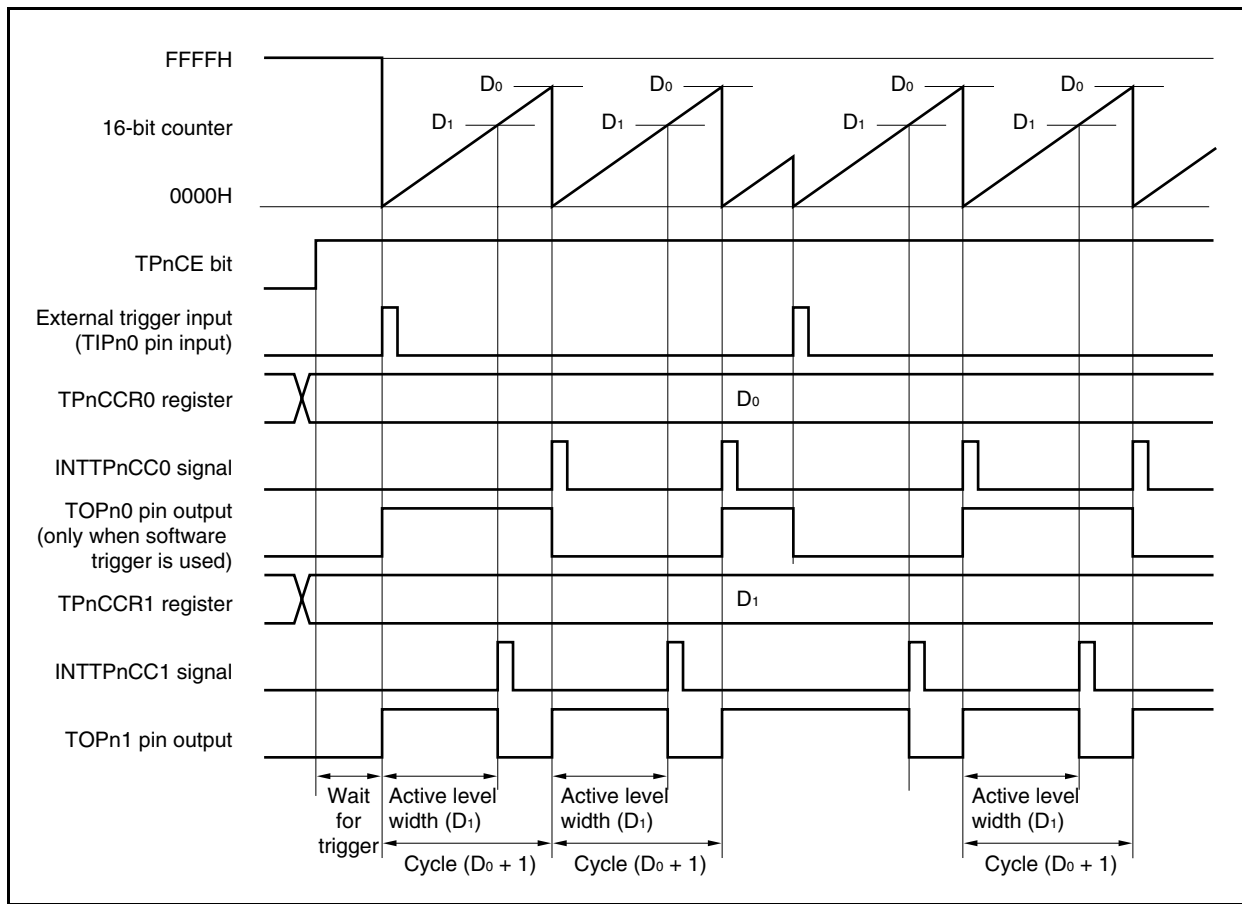 FFFFH
D0 D0 D0 D0
16-bit counter
D1 D1 D1 D1
0000H
TPnCE bit
External trigger input
(TIPn0 pin input)
TPnCCR0 register
D0
INTTPnCC0 signal
TOPn0 pin output
(only when software
trigger is used)
TPnCCR1 register
D1
INTTPnCC1 signal
TOPn1 pin output
Wait
for
trigger
Active level
width (D1)
Active level
width (D1)
Active level
width (D1)
Cycle (D0 + 1)
Cycle (D0 + 1)
Cycle (D0 + 1)